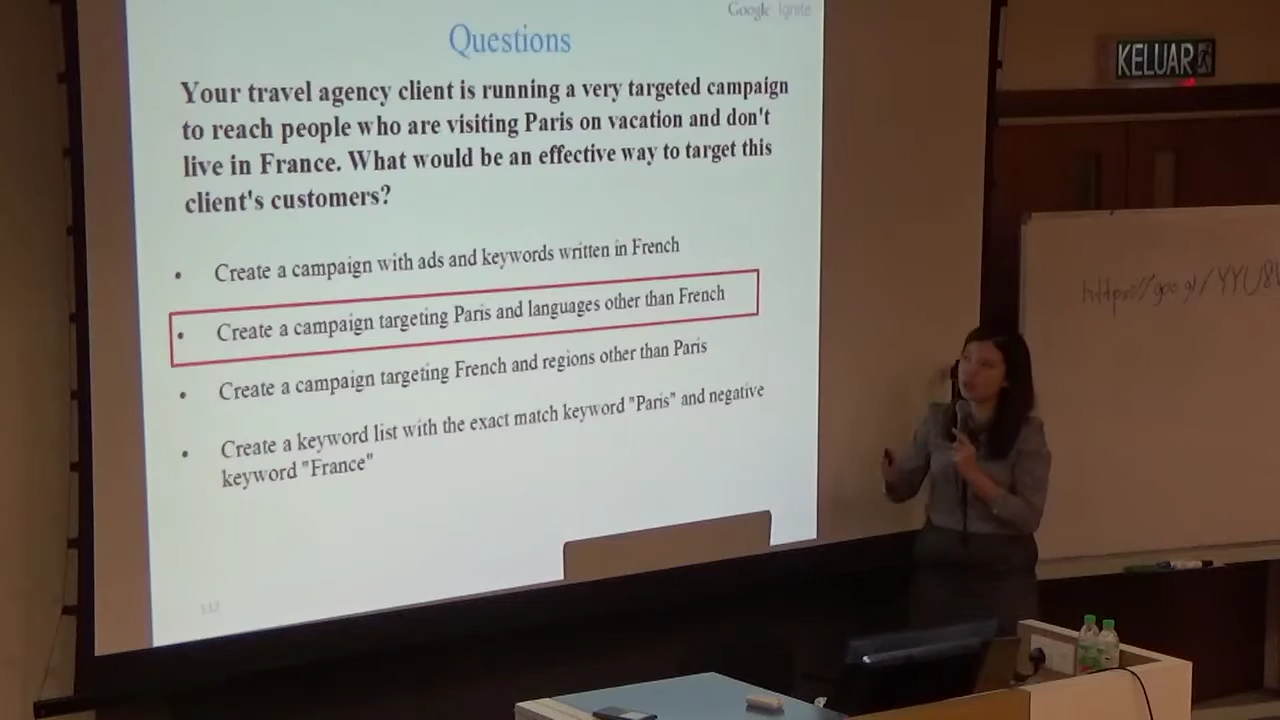 Google Ignite
Questions
KELUAR
Your travel agency client is running a very targeted campaign
to reach people who are visiting Paris on vacation and don't
live in France. What would be an effective way to target this
client's customers?
• Create a campaign with ads and keywords written in French
• Create a campaign targeting Paris and languages other than French
• Create a campaign targeting French and regions other than Paris
• Create a keyword list with the exact match keyword "Paris" and negative
keyword "France"